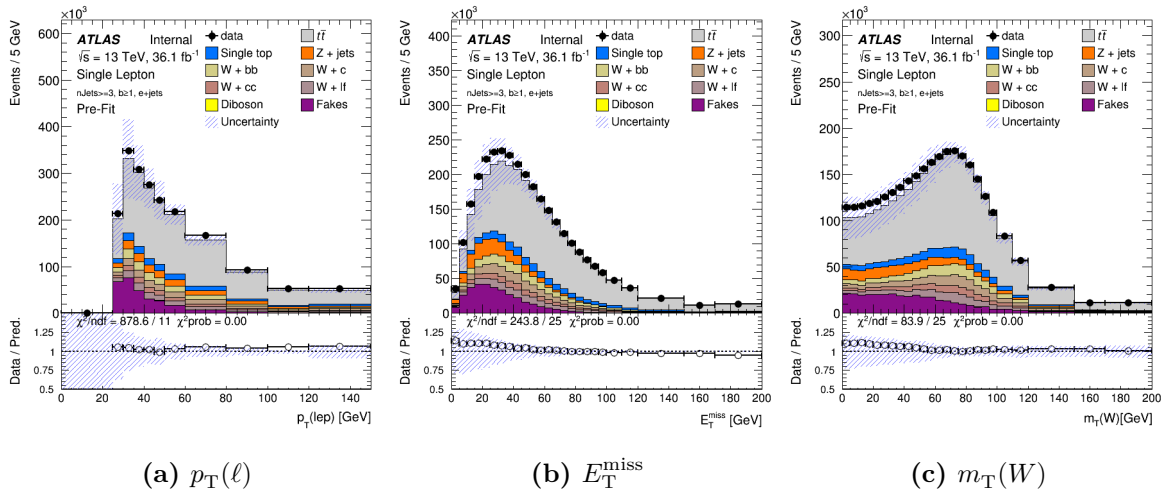 ×10³
Events / 5 GeV
600
500
400
300
200
100
0
ATLAS Internal
√s = 13 TeV, 36.1 fb⁻¹
Single Lepton
nJets>=3, b≥1, e+jets
Pre-Fit
data
tt̄
Single top
Z + jets
W + bb
W + c
W + cc
W + lf
Diboson
Fakes
Uncertainty
χ²/ndf = 878.6 / 11 χ²prob = 0.00
Data / Pred.
1.25
1
0.75
0.5
0 20 40 60 80 100 120 140
p_T(lep) [GeV]
(a) p_T(ℓ)
×10³
Events / 5 GeV
400
350
300
250
200
150
100
50
0
ATLAS Internal
√s = 13 TeV, 36.1 fb⁻¹
Single Lepton
nJets>=3, b≥1, e+jets
Pre-Fit
data
tt̄
Single top
Z + jets
W + bb
W + c
W + cc
W + lf
Diboson
Fakes
Uncertainty
χ²/ndf = 243.8 / 25 χ²prob = 0.00
Data / Pred.
1.25
1
0.75
0.5
0 20 40 60 80 100 120 140 160 180 200
E_T^miss [GeV]
(b) E_T^miss
×10³
Events / 5 GeV
300
250
200
150
100
50
0
ATLAS Internal
√s = 13 TeV, 36.1 fb⁻¹
Single Lepton
nJets>=3, b≥1, e+jets
Pre-Fit
data
tt̄
Single top
Z + jets
W + bb
W + c
W + cc
W + lf
Diboson
Fakes
Uncertainty
χ²/ndf = 83.9 / 25 χ²prob = 0.00
Data / Pred.
1.25
1
0.75
0.5
0 20 40 60 80 100 120 140 160 180 200
m_T(W)[GeV]
(c) m_T(W)